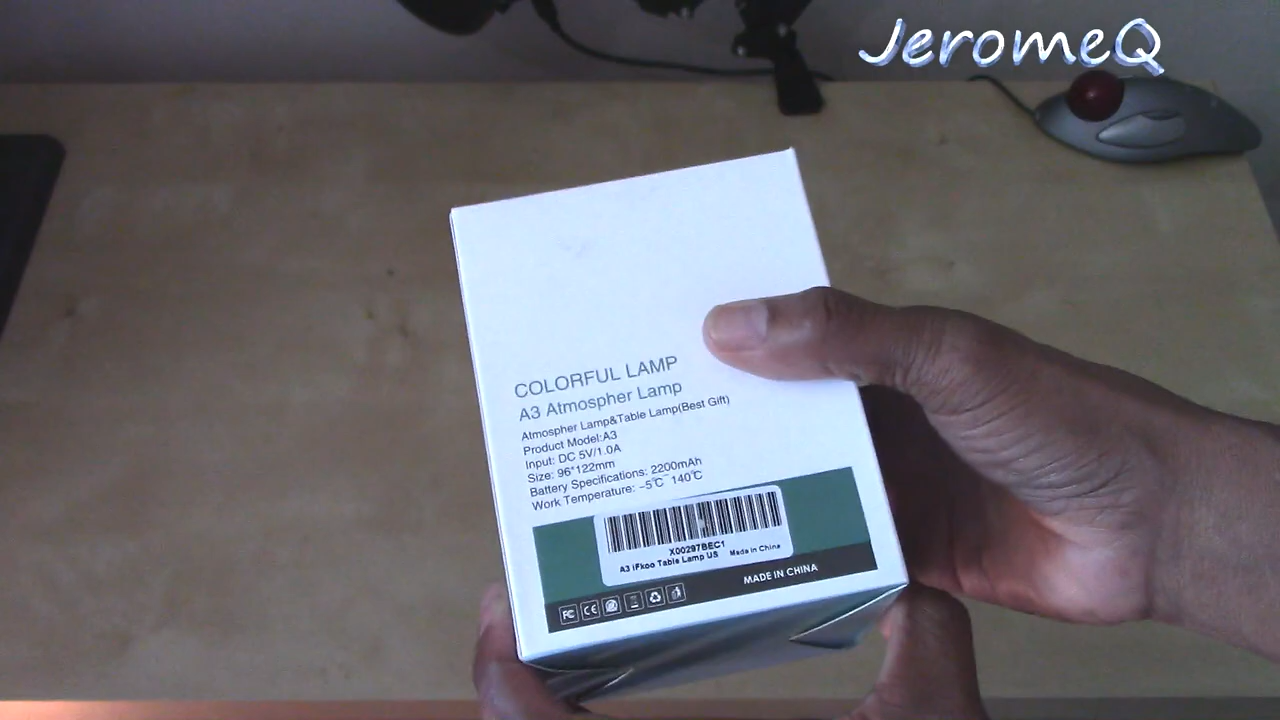 JeromeQ
COLORFUL LAMP
A3 Atmospher Lamp
Atmospher Lamp&Table Lamp(Best Gift)
Product Model:A3
Input: DC 5V/1.0A
Size: 96*122mm
Battery Specifications: 2200mAh
Work Temperature: -5℃~140℃
X00297BEC1
A3 iFkoo Table Lamp US Made in China
MADE IN CHINA
FC CE